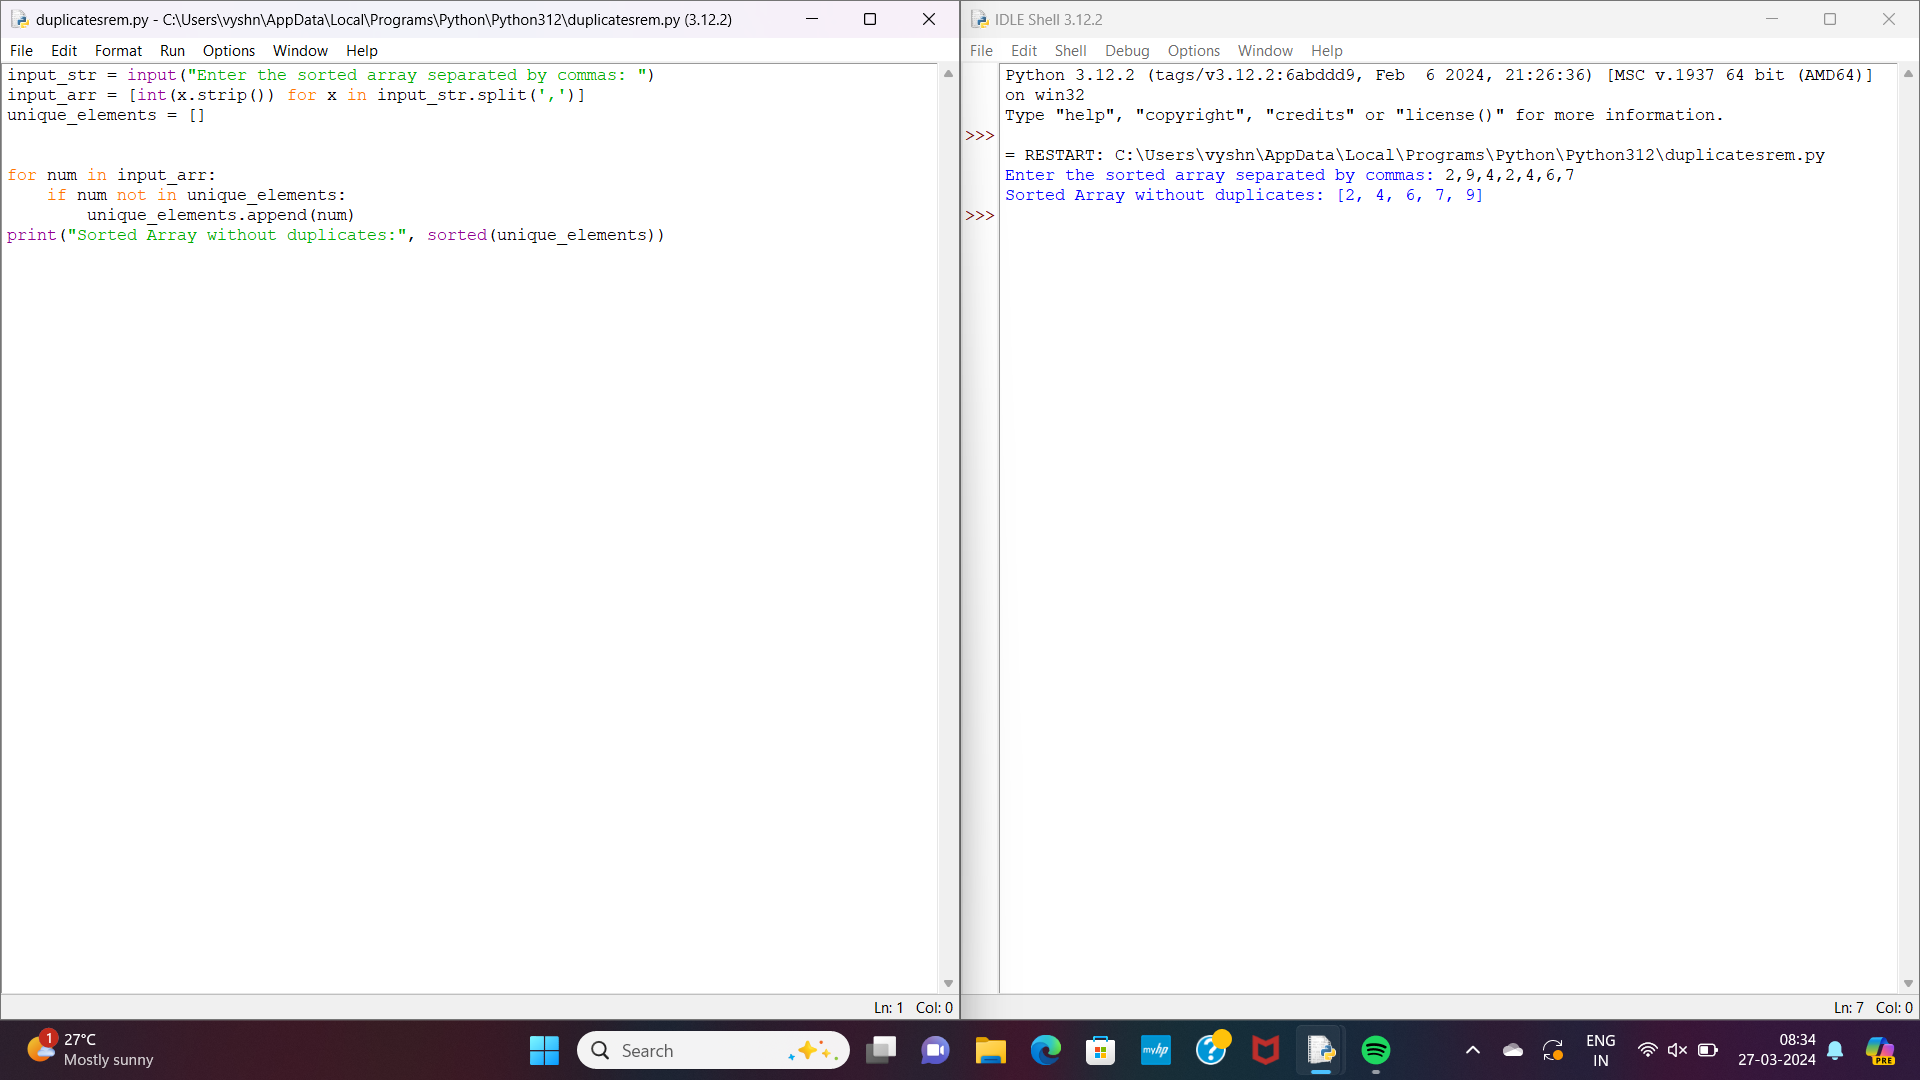 duplicatesrem.py - C:\Users\vyshn\AppData\Local\Programs\Python\Python312\duplicatesrem.py (3.12.2)
File Edit Format Run Options Window Help
input_str = input("Enter the sorted array separated by commas: ")
input_arr = [int(x.strip()) for x in input_str.split(',')]
unique_elements = []
for num in input_arr:
    if num not in unique_elements:
        unique_elements.append(num)
print("Sorted Array without duplicates:", sorted(unique_elements))
Ln: 1 Col: 0
IDLE Shell 3.12.2
File Edit Shell Debug Options Window Help
Python 3.12.2 (tags/v3.12.2:6abddd9, Feb  6 2024, 21:26:36) [MSC v.1937 64 bit (AMD64)]
on win32
Type "help", "copyright", "credits" or "license()" for more information.
>>>
= RESTART: C:\Users\vyshn\AppData\Local\Programs\Python\Python312\duplicatesrem.py
Enter the sorted array separated by commas: 2,9,4,2,4,6,7
Sorted Array without duplicates: [2, 4, 6, 7, 9]
>>>
Ln: 7 Col: 0
1
27°C
Mostly sunny
Search
myhp
?
ENG
IN
08:34
27-03-2024
PRE